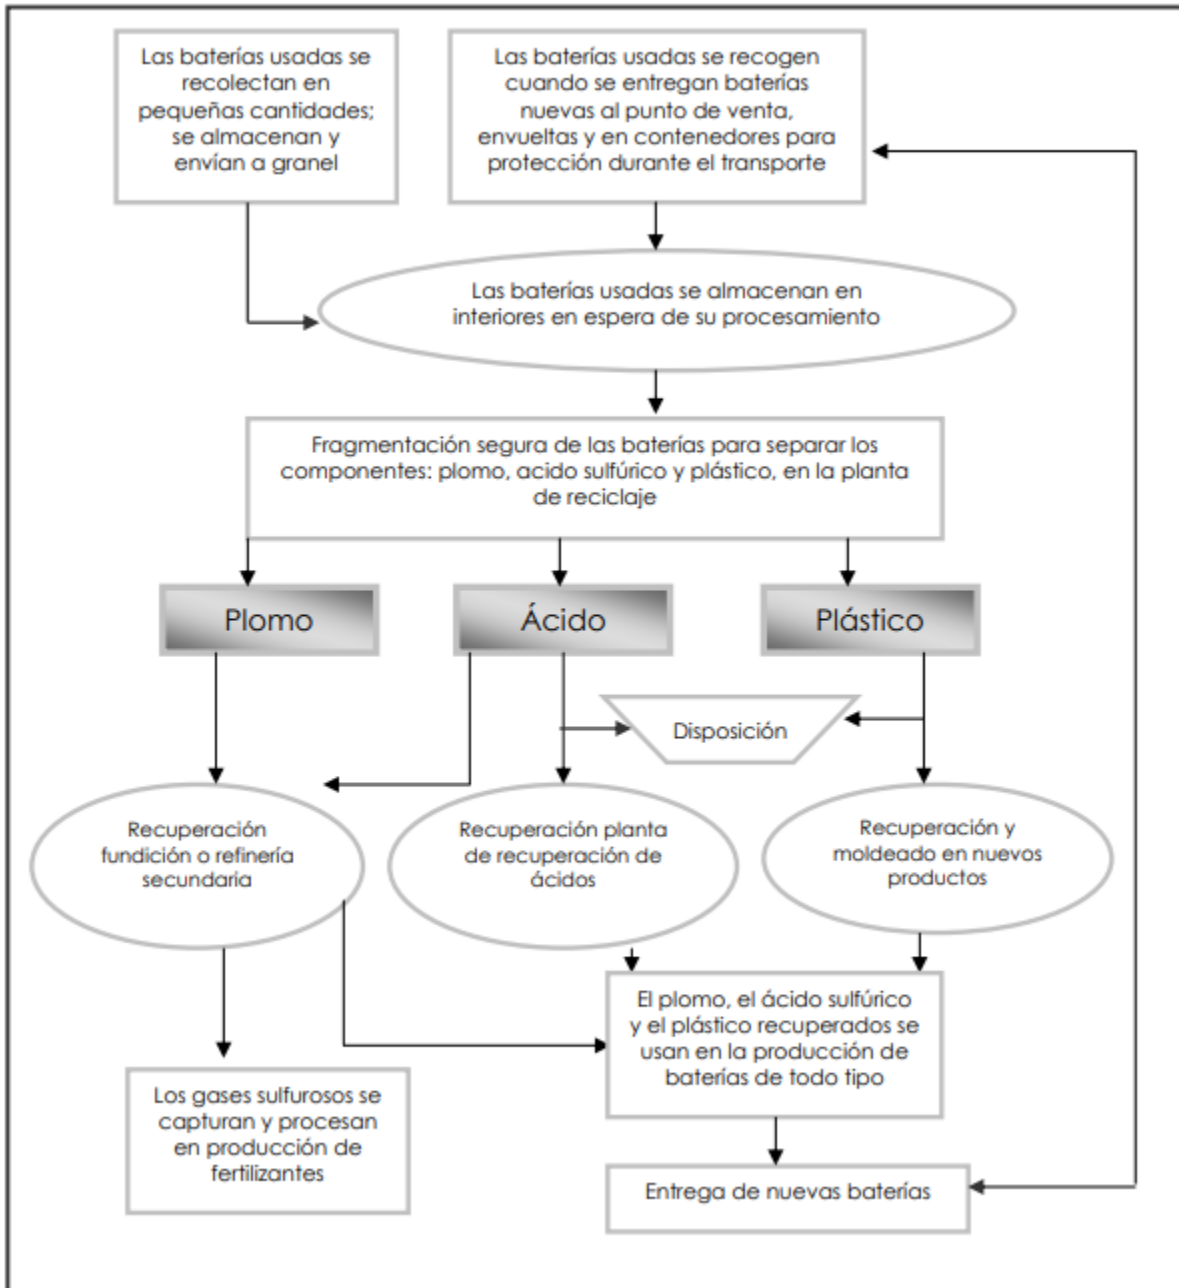 Las baterías usadas se
recolectan en
pequeñas cantidades;
se almacenan y
envían a granel
Las baterías usadas se recogen
cuando se entregan baterías
nuevas al punto de venta,
envueltas y en contenedores para
protección durante el transporte
Las baterías usadas se almacenan en
interiores en espera de su procesamiento
Fragmentación segura de las baterías para separar los
componentes: plomo, acido sulfúrico y plástico, en la planta
de reciclaje
Plomo
Ácido
Plástico
Disposición
Recuperación
fundición o refinería
secundaria
Recuperación planta
de recuperación de
ácidos
Recuperación y
moldeado en nuevos
productos
El plomo, el ácido sulfúrico
y el plástico recuperados se
usan en la producción de
baterías de todo tipo
Los gases sulfurosos se
capturan y procesan
en producción de
fertilizantes
Entrega de nuevas baterías